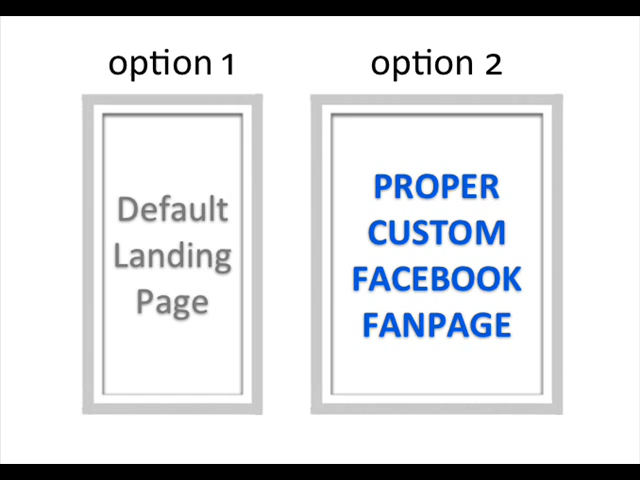 option 1
Default
Landing
Page
option 2
PROPER
CUSTOM
FACEBOOK
FANPAGE